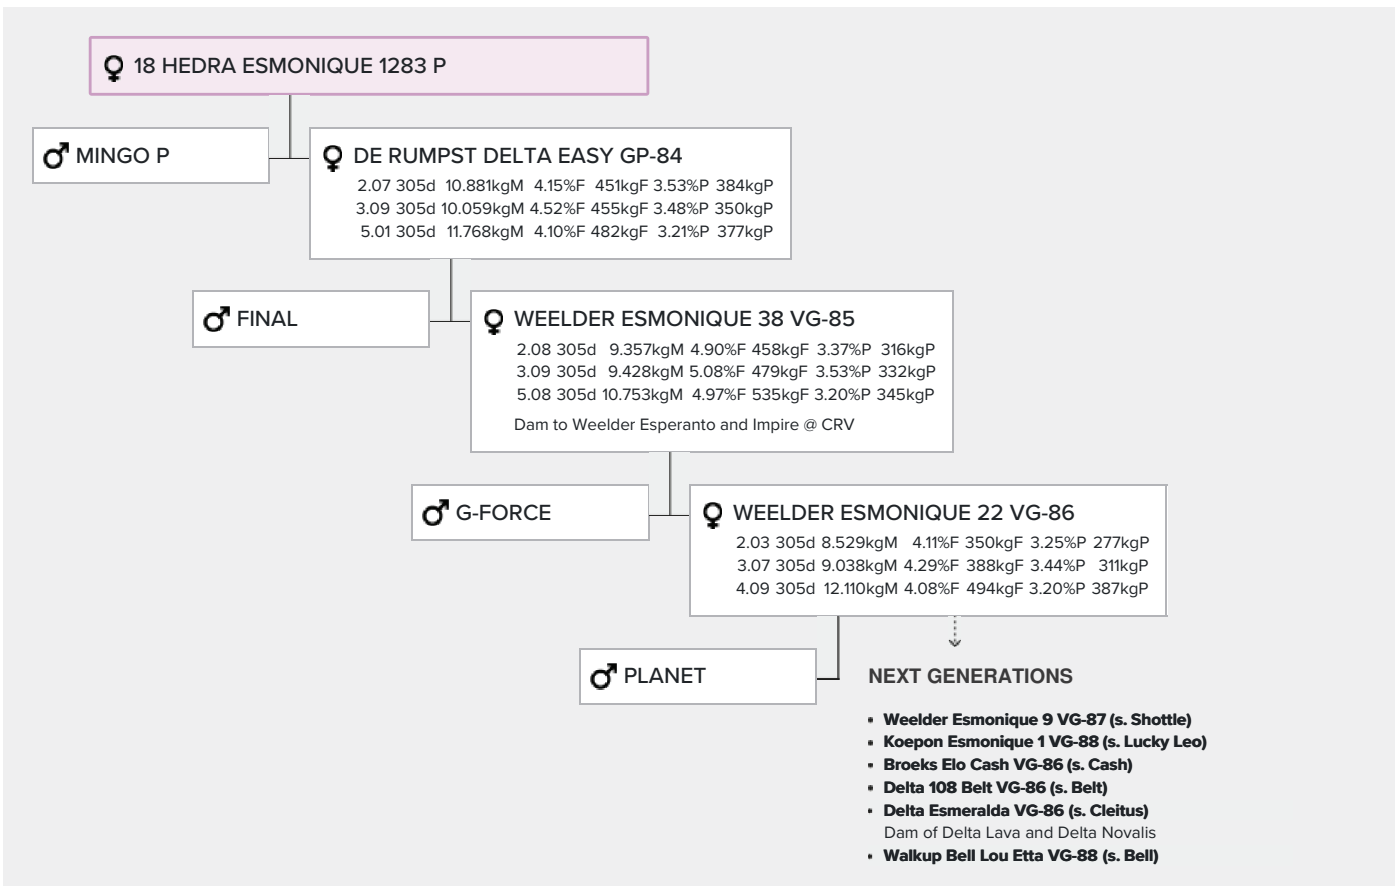 18 HEDRA ESMONIQUE 1283 P
MINGO P
DE RUMPST DELTA EASY GP-84
2.07 305d 10.881kgM 4.15%F 451kgF 3.53%P 384kgP
3.09 305d 10.059kgM 4.52%F 455kgF 3.48%P 350kgP
5.01 305d 11.768kgM 4.10%F 482kgF 3.21%P 377kgP
FINAL
WEELDER ESMONIQUE 38 VG-85
2.08 305d 9.357kgM 4.90%F 458kgF 3.37%P 316kgP
3.09 305d 9.428kgM 5.08%F 479kgF 3.53%P 332kgP
5.08 305d 10.753kgM 4.97%F 535kgF 3.20%P 345kgP
Dam to Weelder Esperanto and Impire @ CRV
G-FORCE
WEELDER ESMONIQUE 22 VG-86
2.03 305d 8.529kgM 4.11%F 350kgF 3.25%P 277kgP
3.07 305d 9.038kgM 4.29%F 388kgF 3.44%P 311kgP
4.09 305d 12.110kgM 4.08%F 494kgF 3.20%P 387kgP
PLANET
NEXT GENERATIONS
• Weelder Esmonique 9 VG-87 (s. Shottle)
• Koepon Esmonique 1 VG-88 (s. Lucky Leo)
• Broeks Elo Cash VG-86 (s. Cash)
• Delta 108 Belt VG-86 (s. Belt)
• Delta Esmeralda VG-86 (s. Cleitus)
Dam of Delta Lava and Delta Novalis
• Walkup Bell Lou Etta VG-88 (s. Bell)